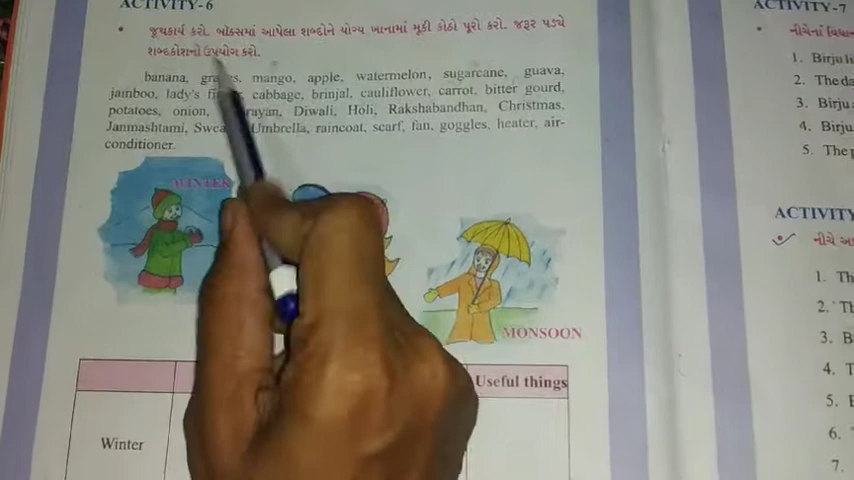 ACTIVITY-6
જૂથકાર્ય કરો. બૉક્સમાં આપેલા શબ્દોને યોગ્ય ખાનામાં મૂકી કોઠો પૂરો કરો. જરૂર પડ્યે
શબ્દકોશનો ઉપયોગ કરો.
banana, mango, apple, watermelon, sugarcane, guava,
jamboo, lady's cabbage, brinjal, cauliflower, carrot, bitter gourd,
potatoes, onion, Diwali, Holi, Rakshabandhan, Christmas,
Janmashtami, Umbrella, raincoat, scarf, fan, goggles, heater, air-
conditioner.
WINTER
MONSOON
Useful things
Winter
ACTIVITY-7
નીચેનાં
1. Birju
2.
3. Birju
4. Birju
5. The
ACTIVITY
નીચે
1.
2.
3.
4.
5.
6.
7.